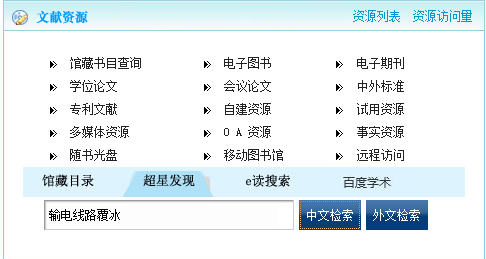 文献资源 资源列表 资源访问量
馆藏书目查询 电子图书 电子期刊
学位论文 会议论文 中外标准
专利文献 自建资源 试用资源
多媒体资源 O A 资源 事实资源
随书光盘 移动图书馆 远程访问
馆藏目录 超星发现 e读搜索 百度学术
输电线路覆冰 中文检索 外文检索